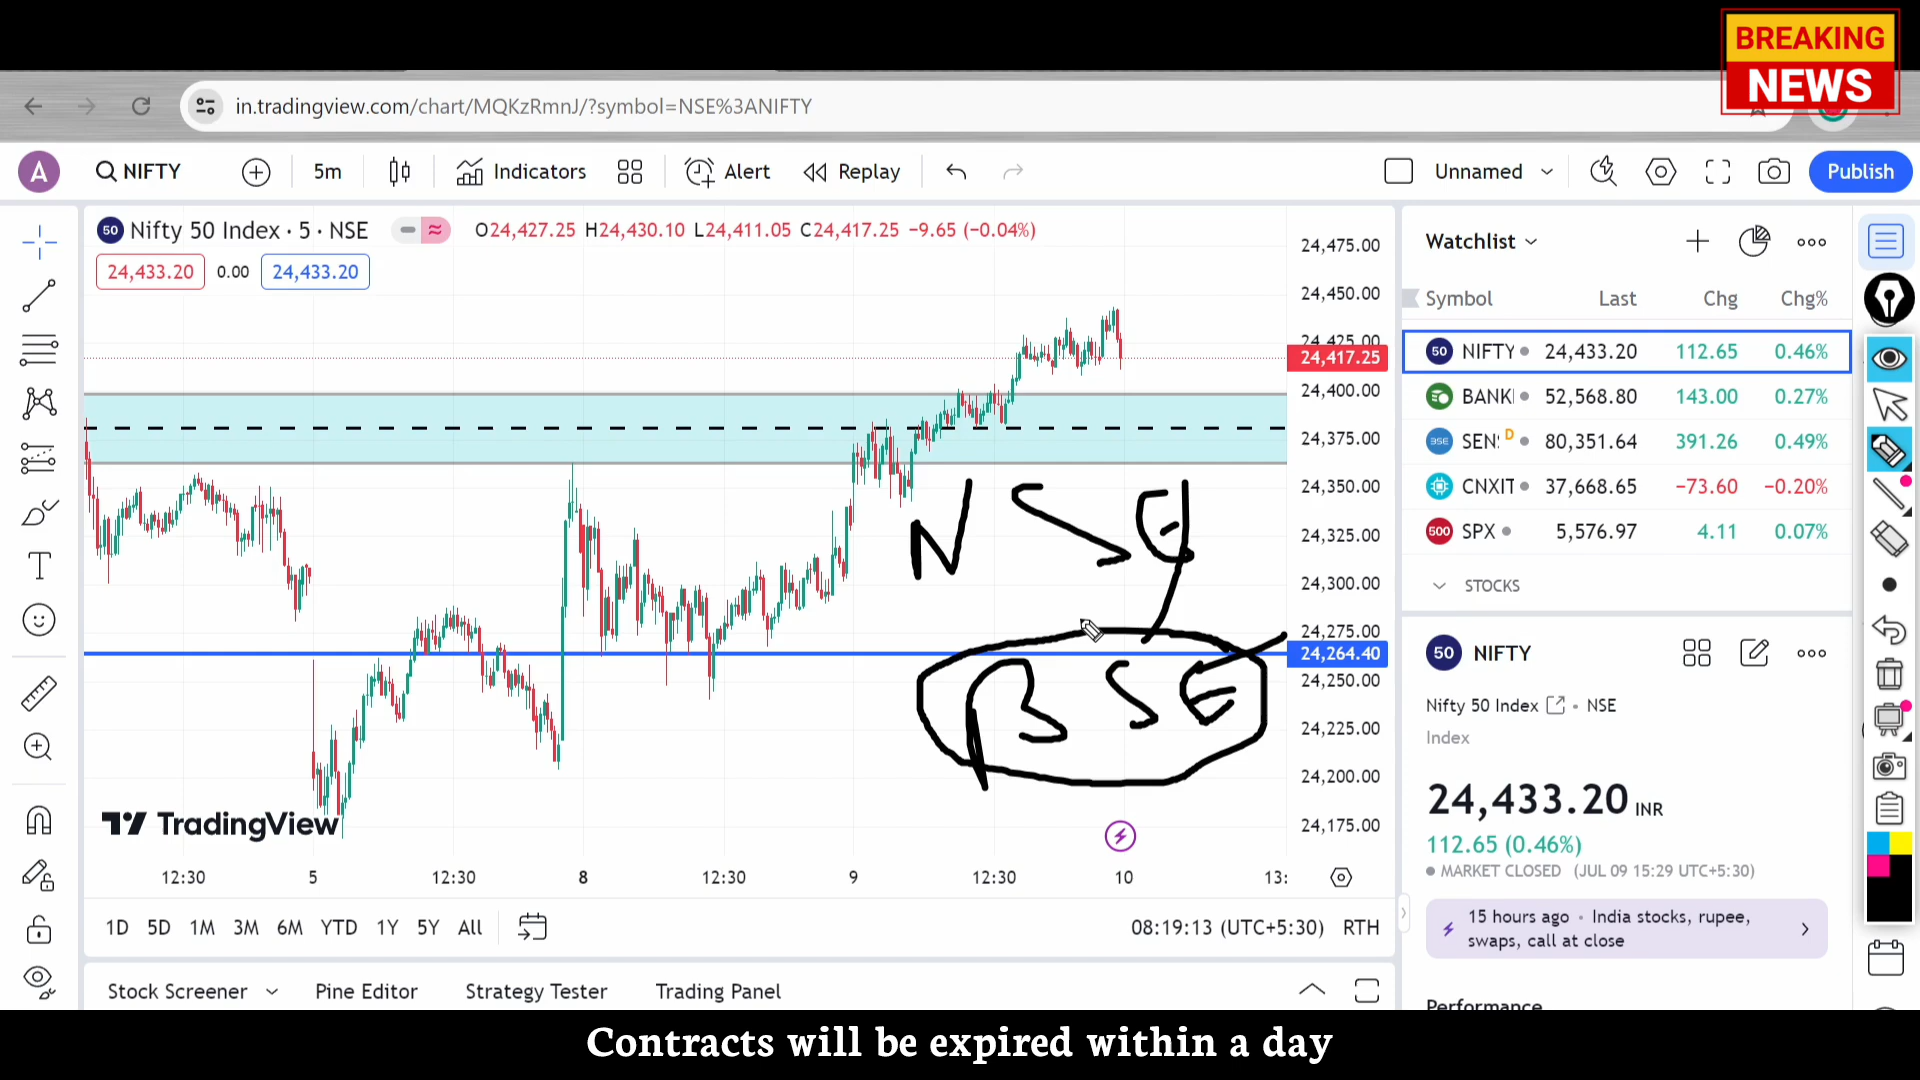 BREAKING
NEWS
in.tradingview.com/chart/MQKzRmnJ/?symbol=NSE%3ANIFTY
A
NIFTY
5m
Indicators
Alert
Replay
Unnamed
Publish
50 Nifty 50 Index · 5 · NSE
O24,427.25 H24,430.10 L24,411.05 C24,417.25 −9.65 (−0.04%)
24,433.20 0.00 24,433.20
24,475.00
24,450.00
24,425.00
24,417.25
24,400.00
24,375.00
24,350.00
24,325.00
24,300.00
24,275.00
24,264.40
24,250.00
24,225.00
24,200.00
24,175.00
NSE
BSE
TradingView
12:30 5 12:30 8 12:30 9 12:30 10 13:
1D 5D 1M 3M 6M YTD 1Y 5Y All
08:19:13 (UTC+5:30) RTH
Stock Screener Pine Editor Strategy Tester Trading Panel
Watchlist
Symbol Last Chg Chg%
50 NIFTY 24,433.20 112.65 0.46%
BANKI 52,568.80 143.00 0.27%
BSE SEN: D 80,351.64 391.26 0.49%
CNXIT 37,668.65 −73.60 −0.20%
500 SPX 5,576.97 4.11 0.07%
STOCKS
50 NIFTY
Nifty 50 Index • NSE
Index
24,433.20 INR
112.65 (0.46%)
MARKET CLOSED (JUL 09 15:29 UTC+5:30)
15 hours ago • India stocks, rupee,
swaps, call at close
Performance
Contracts will be expired within a day